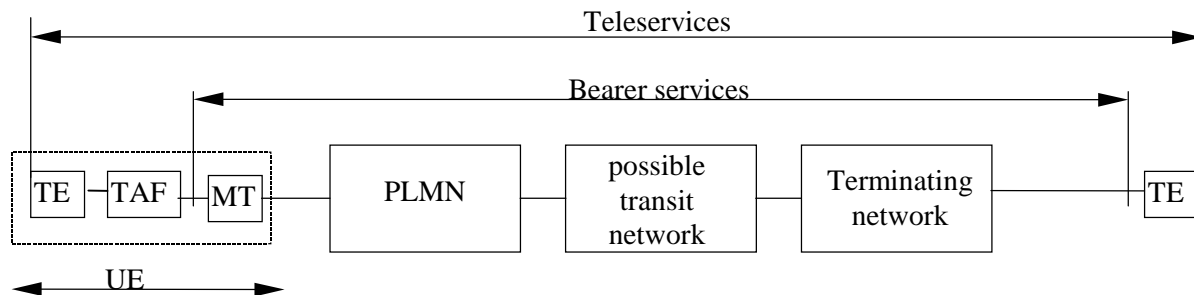 Teleservices
Bearer services
TE
TAF
MT
PLMN
possible
transit
network
Terminating
network
TE
UE